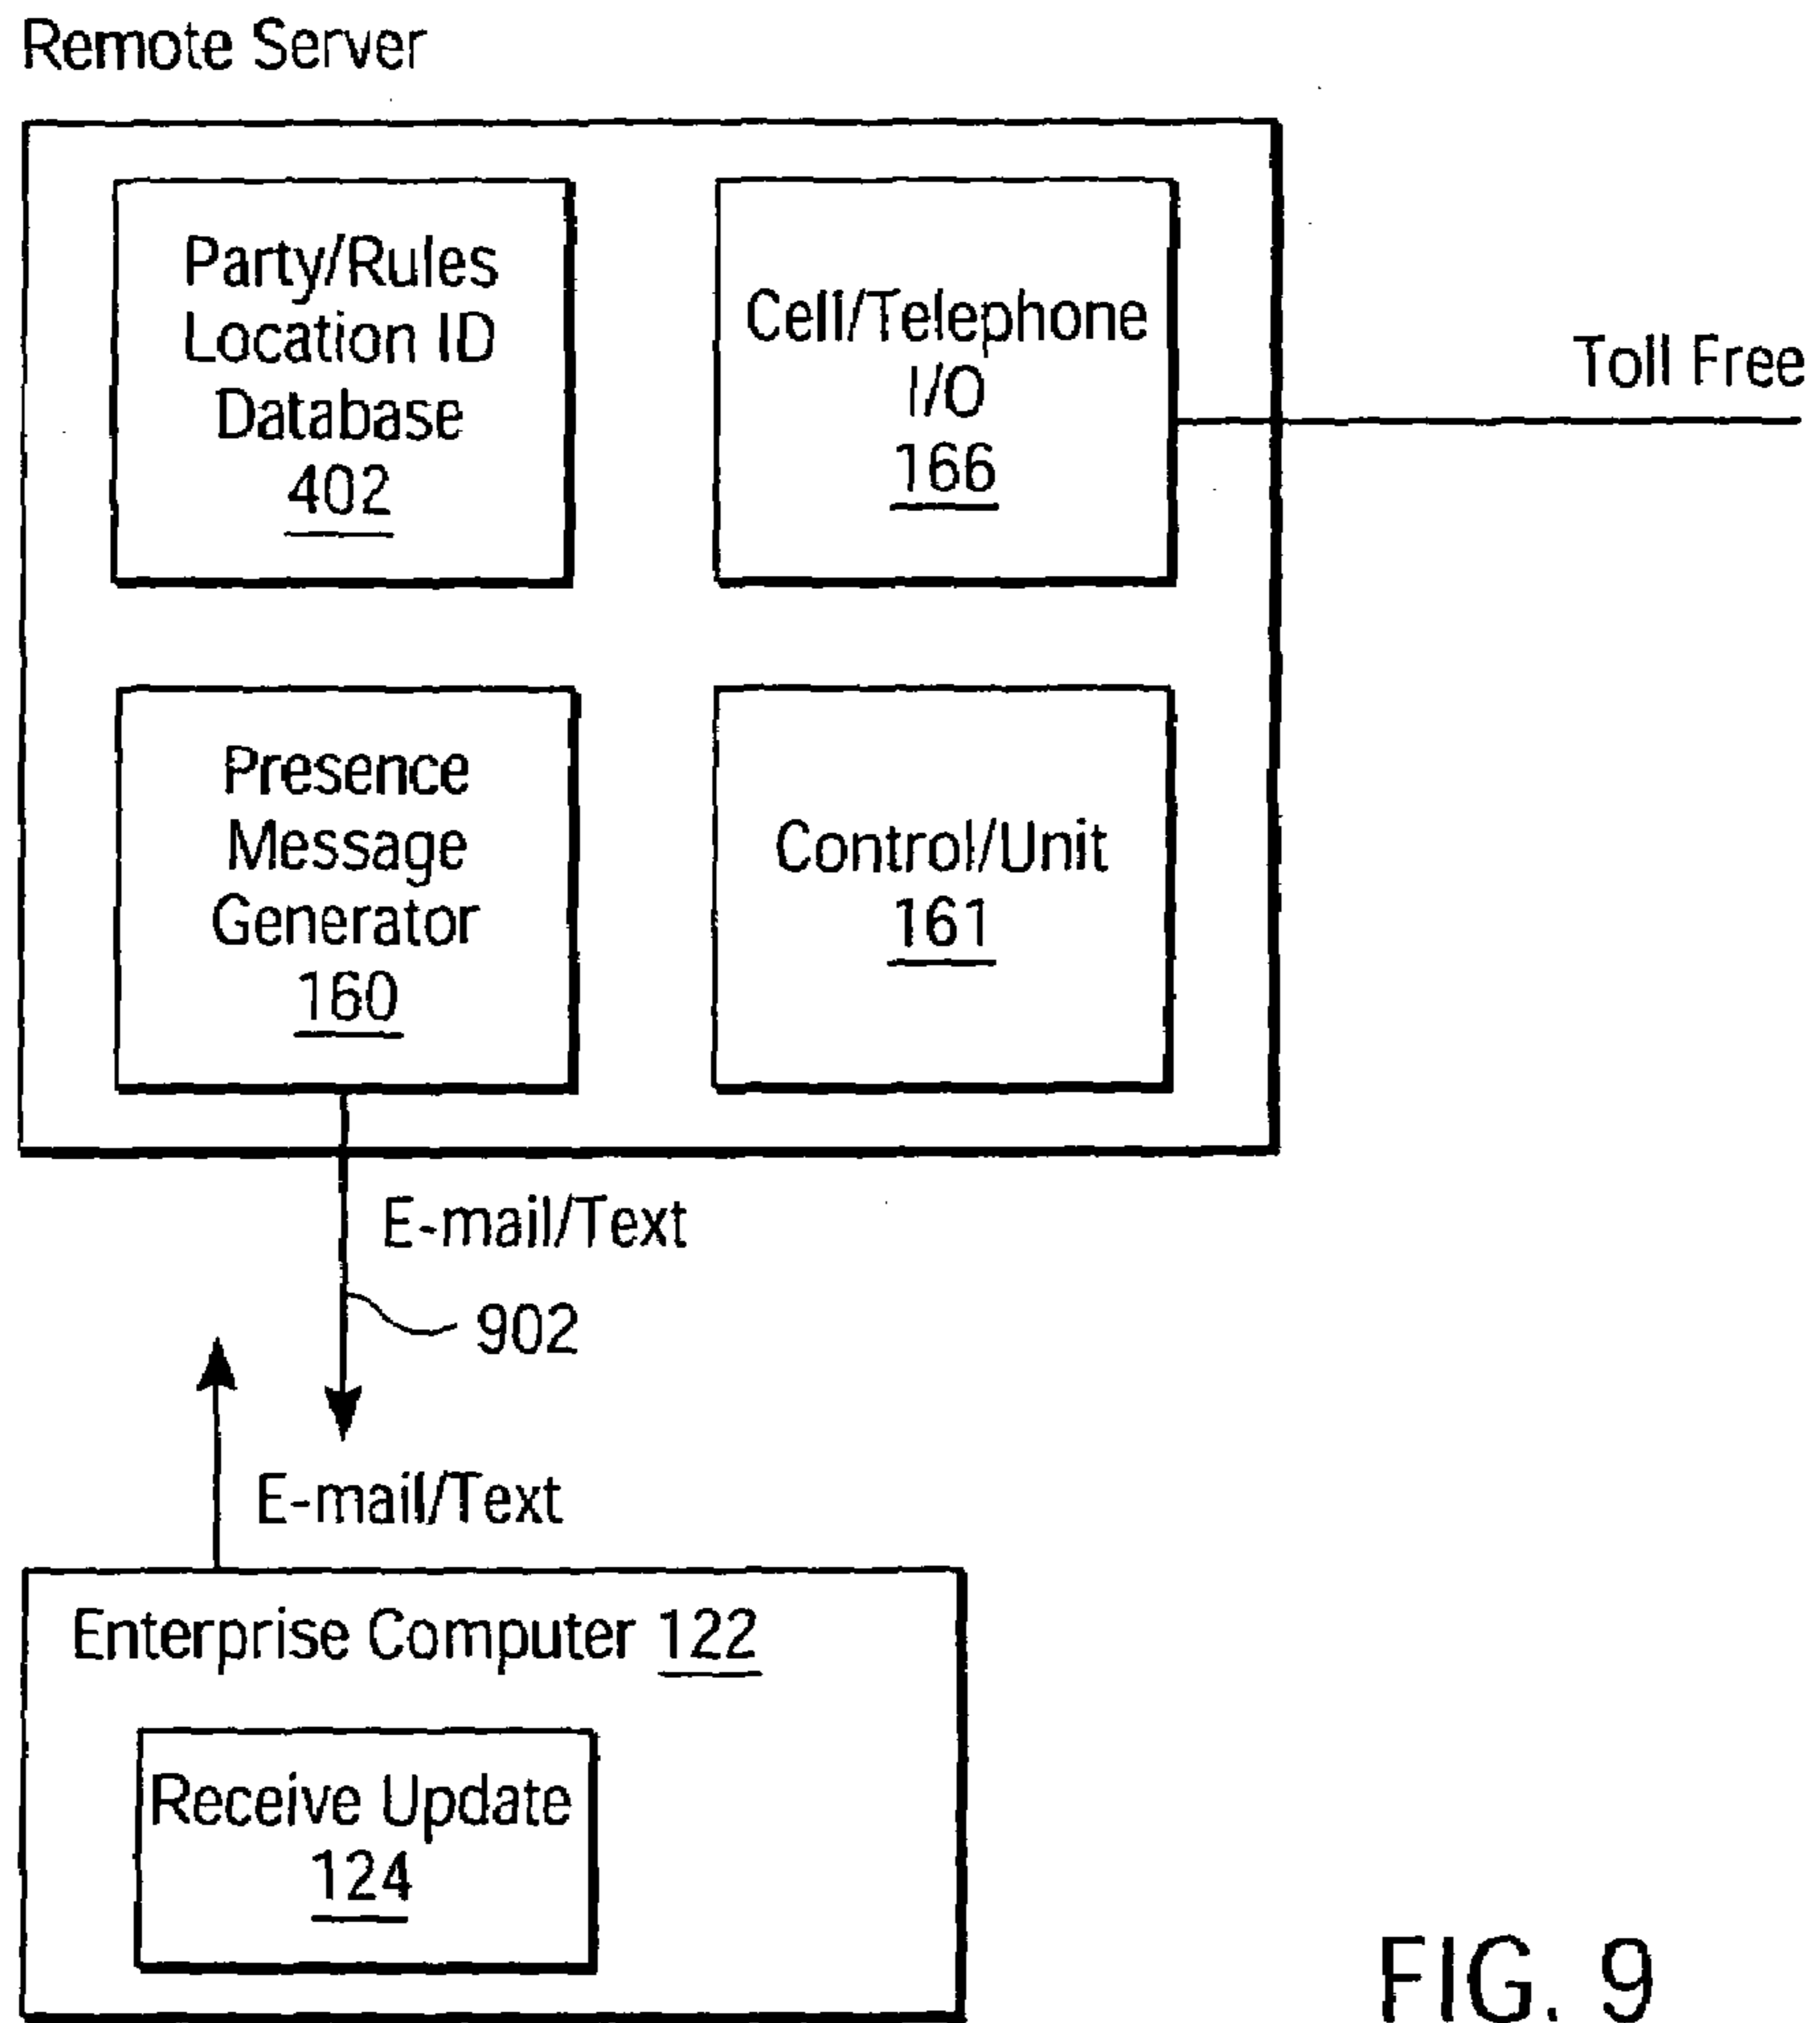 Remote Server
Party/Rules
Location ID
Database
402
Cell/Telephone
I/O
166
Toll Free
Presence
Message
Generator
160
Control/Unit
161
E-mail/Text
902
E-mail/Text
Enterprise Computer 122
Receive Update
124
FIG. 9